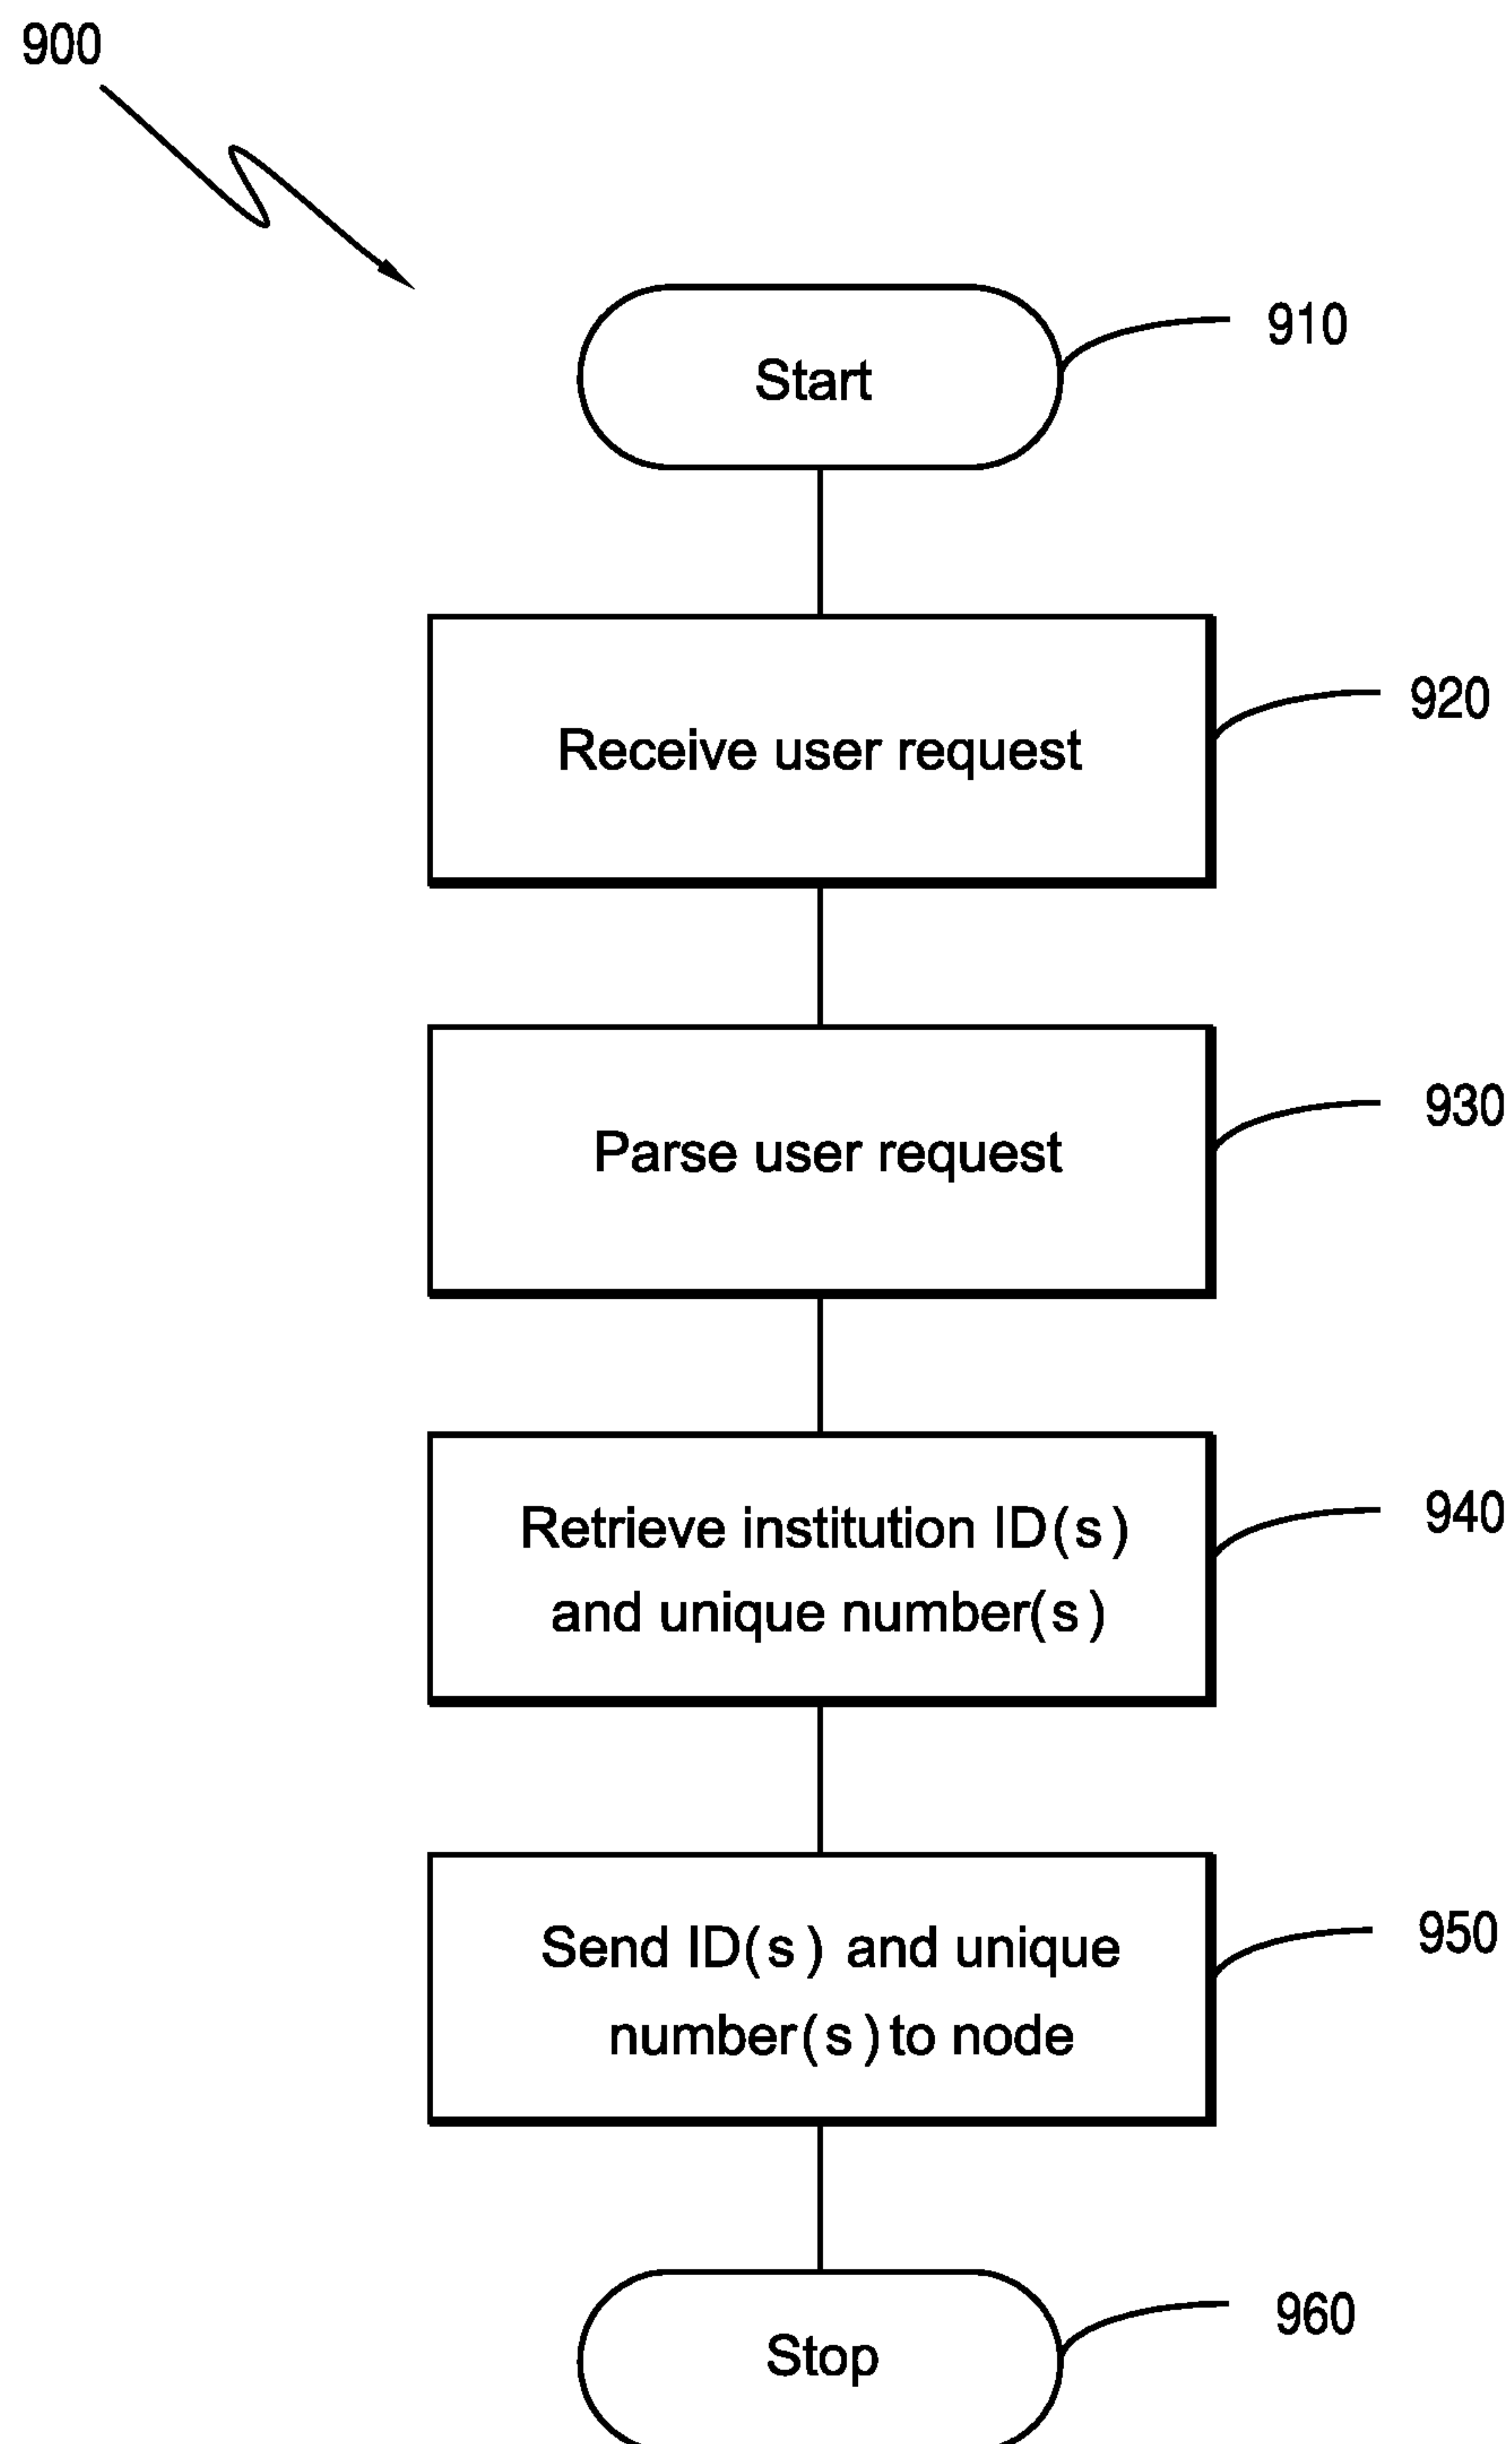 900
Start
910
Receive user request
920
Parse user request
930
Retrieve institution ID(s)
and unique number(s)
940
Send ID(s) and unique
number(s) to node
950
Stop
960